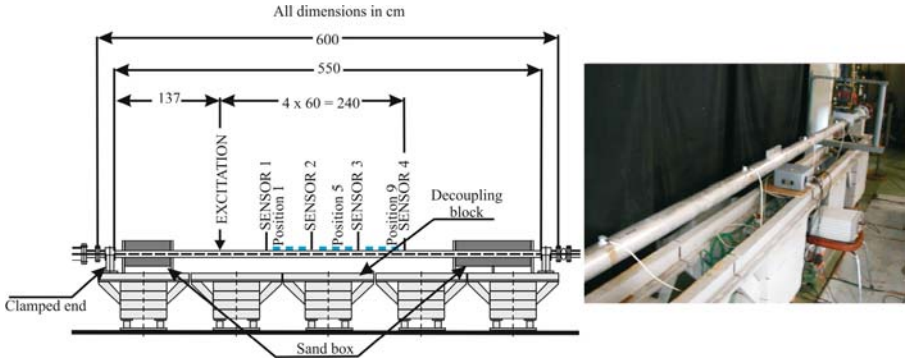 All dimensions in cm
600
550
137
4 x 60 = 240
EXCITATION
SENSOR 1
Position 1
SENSOR 2
Position 5
SENSOR 3
Position 9
SENSOR 4
Decoupling
block
Clamped end
Sand box